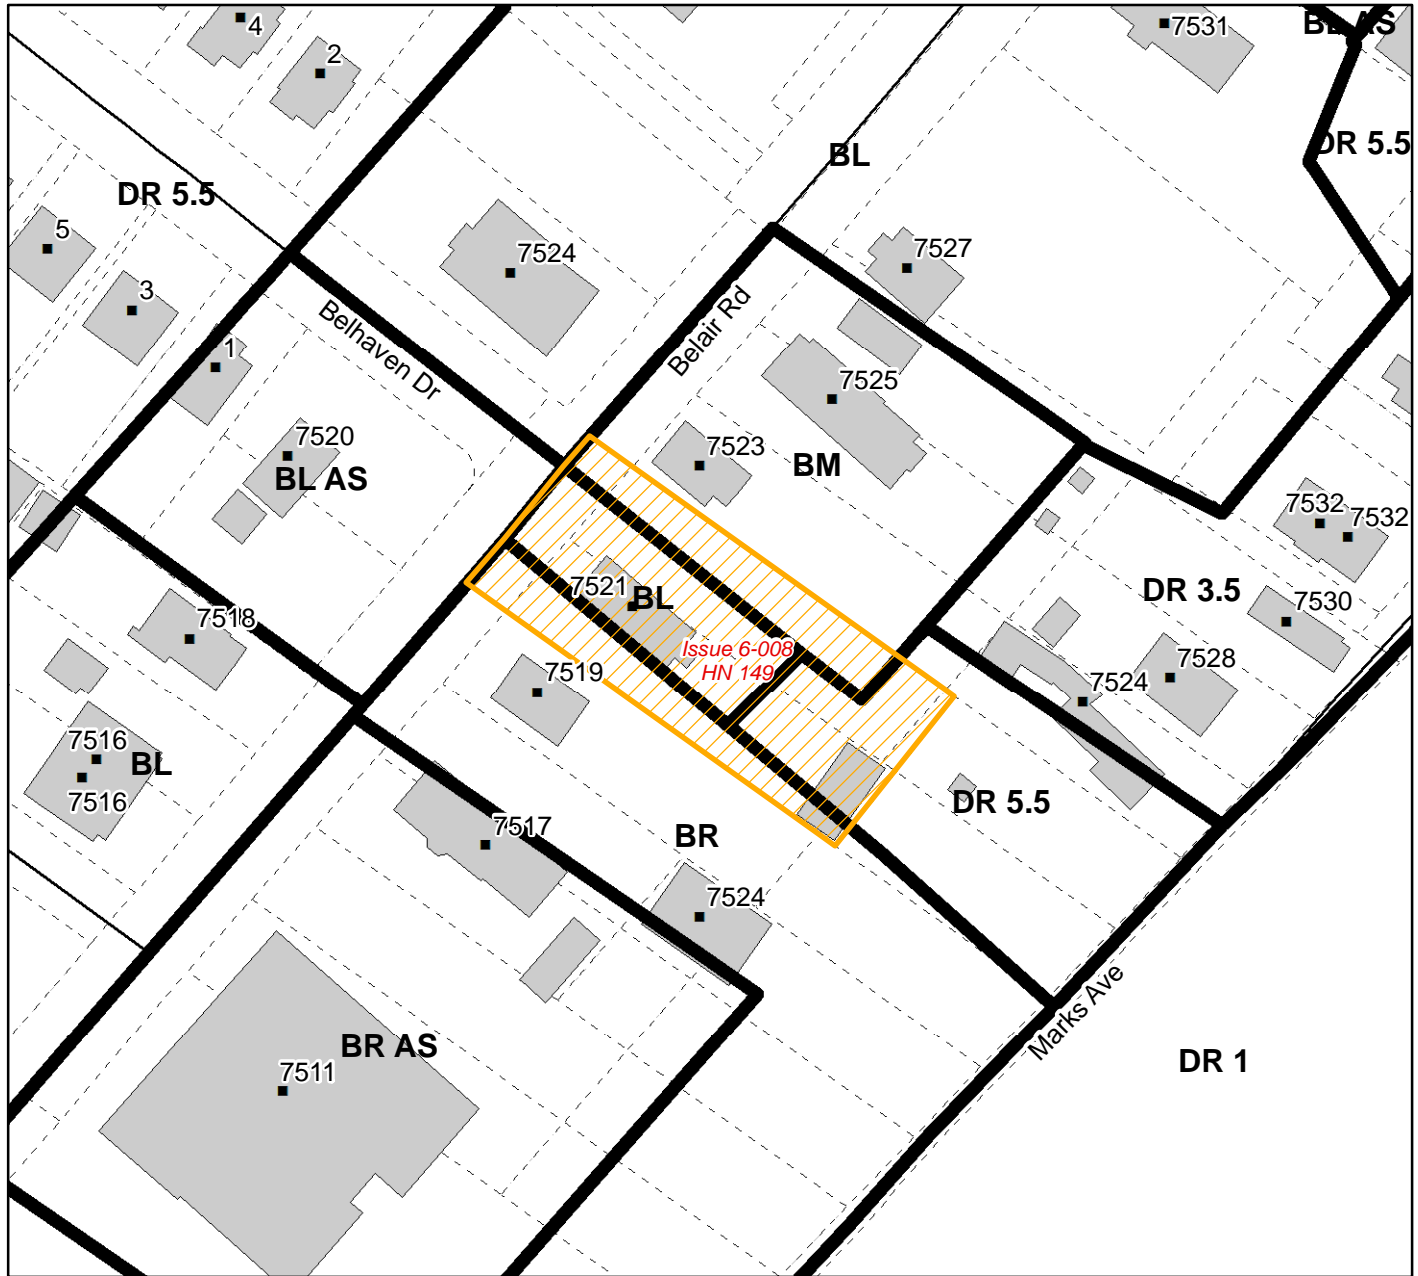 4
7531
BL AS
2
DR 5.5
BL
DR 5.5
5
7524
7527
3
Belhaven Dr
Belair Rd
1
7525
7520
BL AS
7523
BM
7532
7532
7521
BL
DR 3.5
7530
7518
Issue 6-008
HN 149
7519
7528
7524
7516
BL
7516
DR 5.5
7517
BR
7524
Marks Ave
BR AS
7511
DR 1